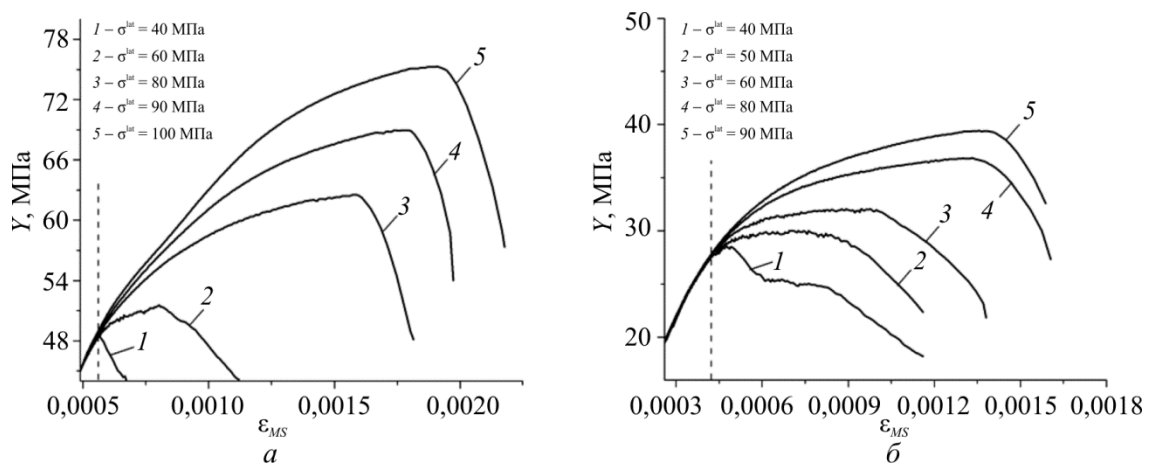 1 – σˡᵃᵗ = 40 МПа
2 – σˡᵃᵗ = 60 МПа
3 – σˡᵃᵗ = 80 МПа
4 – σˡᵃᵗ = 90 МПа
5 – σˡᵃᵗ = 100 МПа
78
72
66
60
54
48
Y, МПа
1
2
3
4
5
0,0005 0,0010 0,0015 0,0020
ε_MS
а
1 – σˡᵃᵗ = 40 МПа
2 – σˡᵃᵗ = 50 МПа
3 – σˡᵃᵗ = 60 МПа
4 – σˡᵃᵗ = 80 МПа
5 – σˡᵃᵗ = 90 МПа
50
40
30
20
Y, МПа
1
2
3
4
5
0,0003 0,0006 0,0009 0,0012 0,0015 0,0018
ε_MS
б